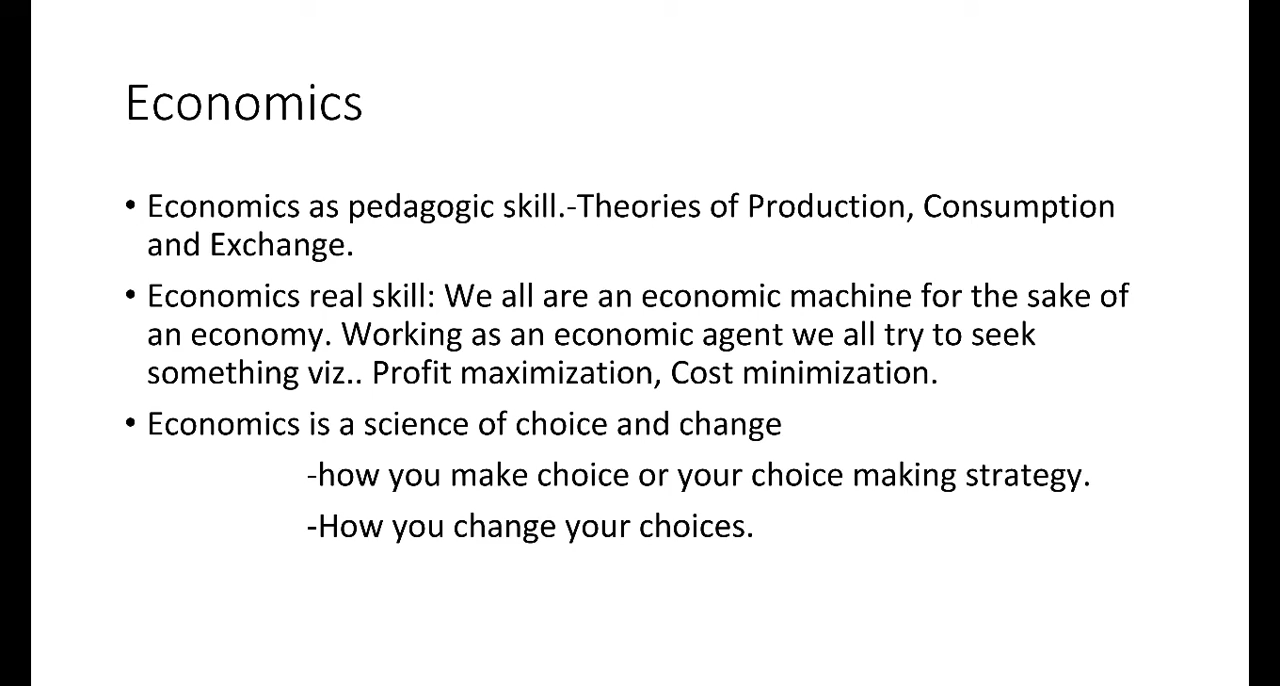 Economics
• Economics as pedagogic skill.-Theories of Production, Consumption
and Exchange.
• Economics real skill: We all are an economic machine for the sake of
an economy. Working as an economic agent we all try to seek
something viz.. Profit maximization, Cost minimization.
• Economics is a science of choice and change
-how you make choice or your choice making strategy.
-How you change your choices.